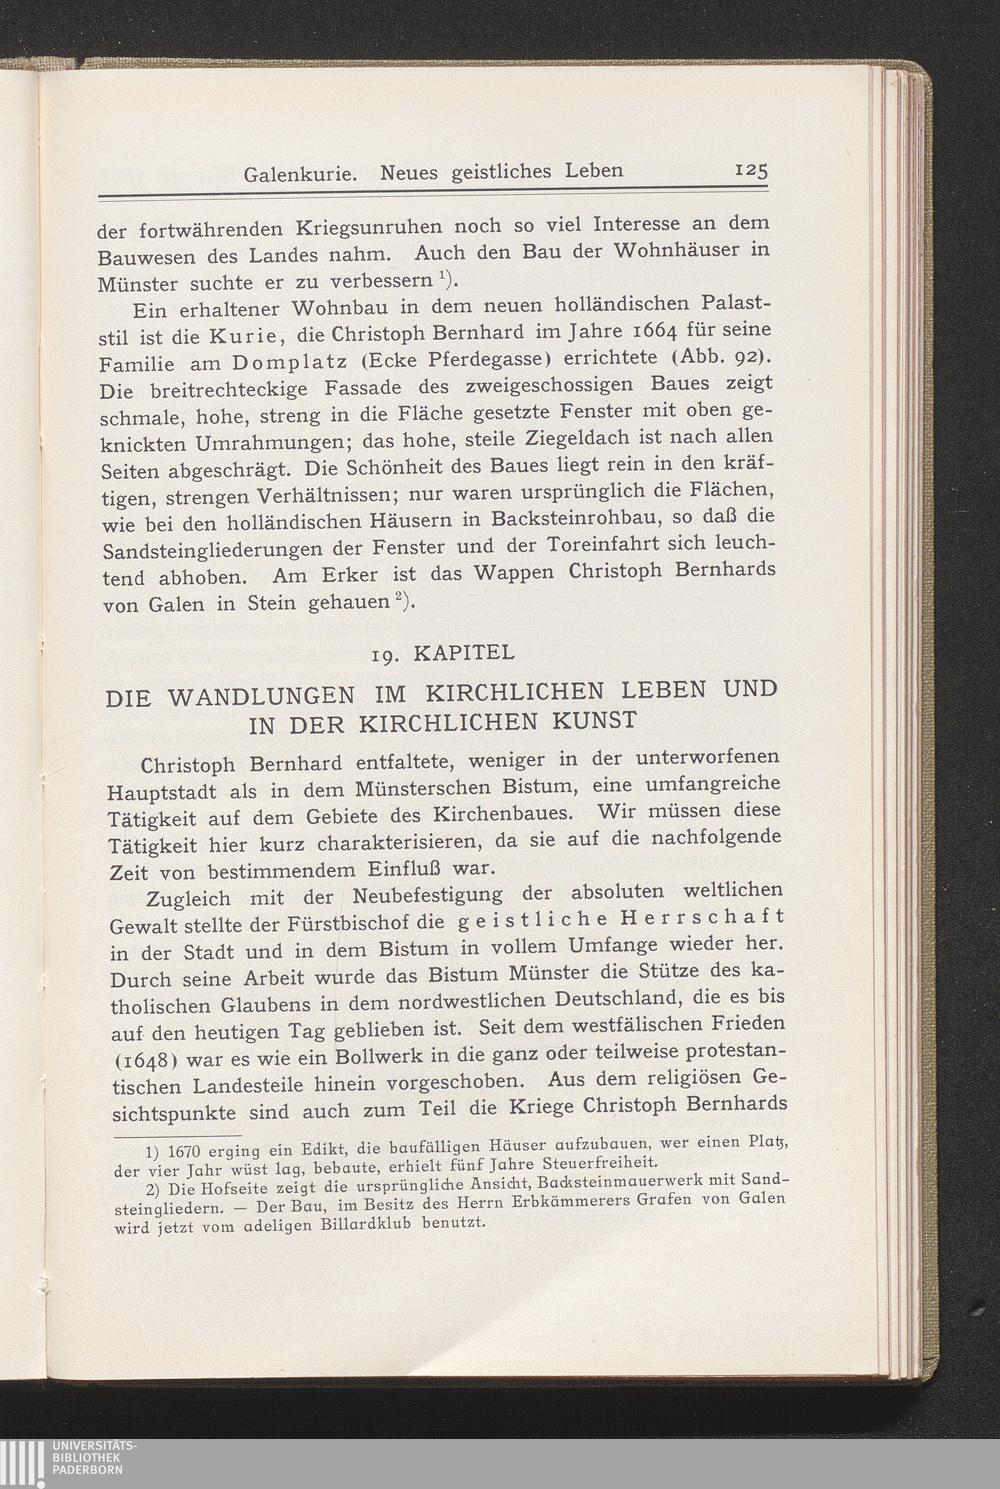 Galenkurie. Neues geistliches Leben 125
der fortwährenden Kriegsunruhen noch so viel Interesse an dem
Bauwesen des Landes nahm. Auch den Bau der Wohnhäuser in
Münster suchte er zu verbessern ¹).
Ein erhaltener Wohnbau in dem neuen holländischen Palast-
stil ist die Kurie, die Christoph Bernhard im Jahre 1664 für seine
Familie am Domplatz (Ecke Pferdegasse) errichtete (Abb. 92).
Die breitrechteckige Fassade des zweigeschossigen Baues zeigt
schmale, hohe, streng in die Fläche gesetzte Fenster mit oben ge-
knickten Umrahmungen; das hohe, steile Ziegeldach ist nach allen
Seiten abgeschrägt. Die Schönheit des Baues liegt rein in den kräf-
tigen, strengen Verhältnissen; nur waren ursprünglich die Flächen,
wie bei den holländischen Häusern in Backsteinrohbau, so daß die
Sandsteingliederungen der Fenster und der Toreinfahrt sich leuch-
tend abhoben. Am Erker ist das Wappen Christoph Bernhards
von Galen in Stein gehauen ²).
19. KAPITEL
DIE WANDLUNGEN IM KIRCHLICHEN LEBEN UND
IN DER KIRCHLICHEN KUNST
Christoph Bernhard entfaltete, weniger in der unterworfenen
Hauptstadt als in dem Münsterschen Bistum, eine umfangreiche
Tätigkeit auf dem Gebiete des Kirchenbaues. Wir müssen diese
Tätigkeit hier kurz charakterisieren, da sie auf die nachfolgende
Zeit von bestimmendem Einfluß war.
Zugleich mit der Neubefestigung der absoluten weltlichen
Gewalt stellte der Fürstbischof die geistliche Herrschaft
in der Stadt und in dem Bistum in vollem Umfange wieder her.
Durch seine Arbeit wurde das Bistum Münster die Stütze des ka-
tholischen Glaubens in dem nordwestlichen Deutschland, die es bis
auf den heutigen Tag geblieben ist. Seit dem westfälischen Frieden
(1648) war es wie ein Bollwerk in die ganz oder teilweise protestan-
tischen Landesteile hinein vorgeschoben. Aus dem religiösen Ge-
sichtspunkte sind auch zum Teil die Kriege Christoph Bernhards
1) 1670 erging ein Edikt, die baufälligen Häuser aufzubauen, wer einen Platz,
der vier Jahr wüst lag, bebaute, erhielt fünf Jahre Steuerfreiheit.
2) Die Hofseite zeigt die ursprüngliche Ansicht, Backsteinmauerwerk mit Sand-
steingliedern. — Der Bau, im Besitz des Herrn Erbkämmerers Grafen von Galen
wird jetzt vom adeligen Billardklub benutzt.
UNIVERSITÄTS-
BIBLIOTHEK
PADERBORN